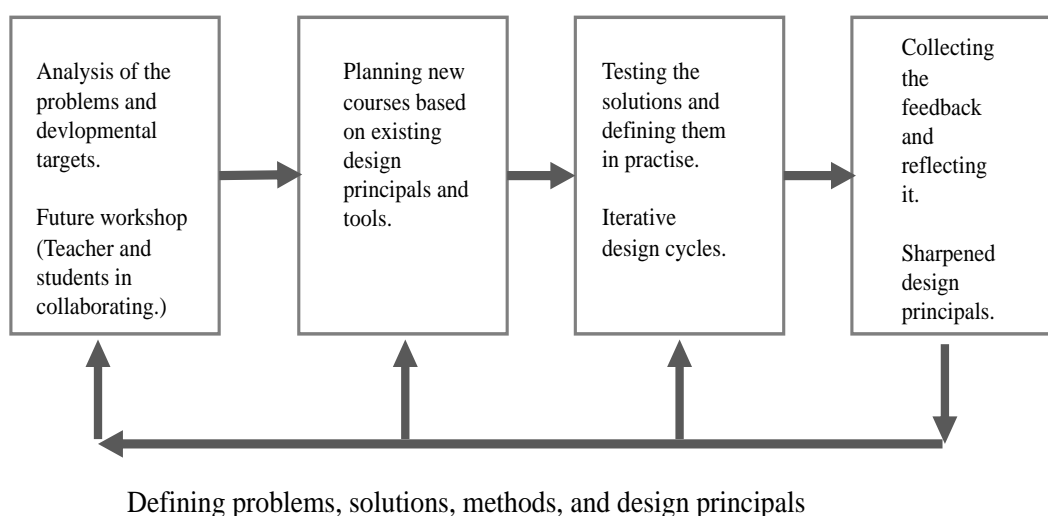 Analysis of the
problems and
devlopmental
targets.
Future workshop
(Teacher and
students in
collaborating.)
Planning new
courses based
on existing
design
principals and
tools.
Testing the
solutions and
defining them
in practise.
Iterative
design cycles.
Collecting
the
feedback
and
reflecting
it.
Sharpened
design
principals.
Defining problems, solutions, methods, and design principals